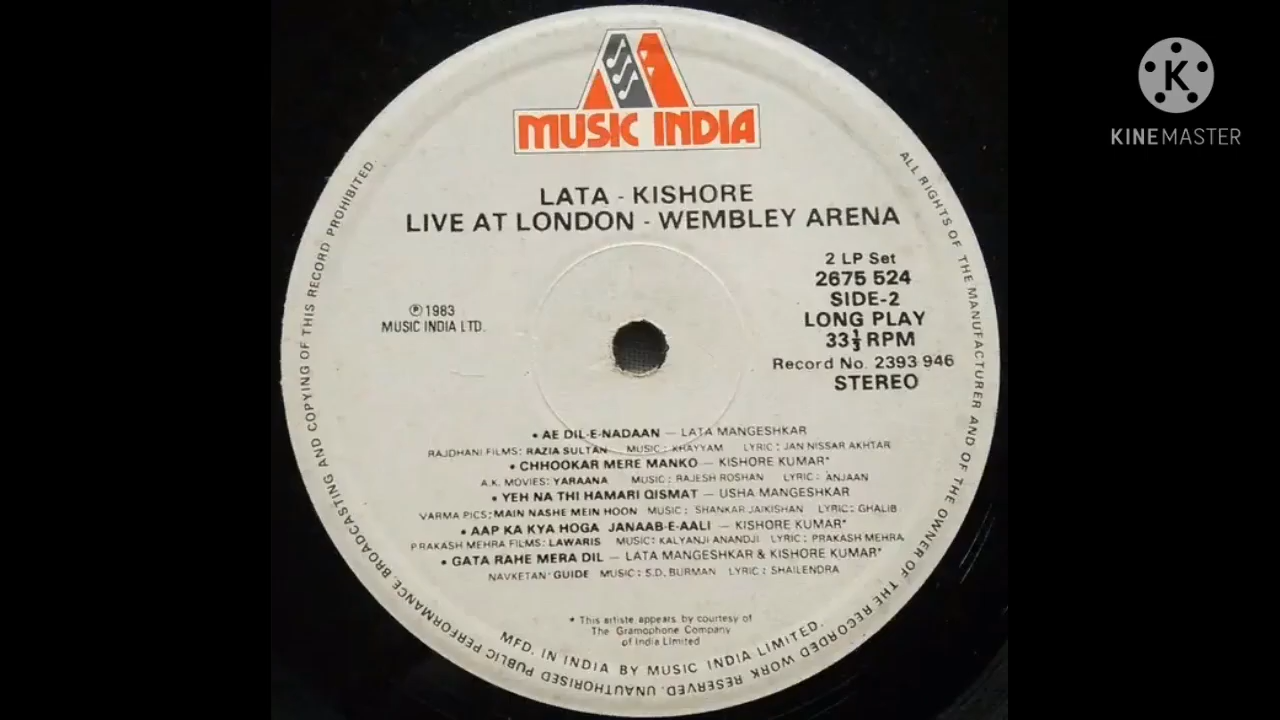 K
KINEMASTER
MUSIC INDIA
LATA - KISHORE
LIVE AT LONDON - WEMBLEY ARENA
2 LP Set
2675 524
SIDE-2
LONG PLAY
33⅓ RPM
Record No. 2393 946
STEREO
Ⓟ1983
MUSIC INDIA LTD.
• AE DIL-E-NADAAN — LATA MANGESHKAR
RAJDHANI FILMS: RAZIA SULTAN MUSIC: KHAYYAM LYRIC: JAN NISSAR AKHTAR
• CHHOOKAR MERE MANKO — KISHORE KUMAR*
A.K. MOVIES: YARAANA MUSIC: RAJESH ROSHAN LYRIC: ANJAAN
• YEH NA THI HAMARI QISMAT — USHA MANGESHKAR
VARMA PICS: MAIN NASHE MEIN HOON MUSIC: SHANKAR JAIKISHAN LYRIC: GHALIB
• AAP KA KYA HOGA JANAAB-E-AALI — KISHORE KUMAR*
PRAKASH MEHRA FILMS: LAWARIS MUSIC: KALYANJI ANANDJI LYRIC: PRAKASH MEHRA
• GATA RAHE MERA DIL — LATA MANGESHKAR & KISHORE KUMAR*
NAVKETAN' GUIDE MUSIC: S.D. BURMAN LYRIC: SHAILENDRA
* This artiste appears by courtesy of
The Gramophone Company
of India Limited
MFD. IN INDIA BY MUSIC INDIA LIMITED.
ALL RIGHTS OF THE MANUFACTURER AND OF THE OWNER OF THE RECORDED WORK RESERVED. UNAUTHORISED PUBLIC PERFORMANCE, BROADCASTING AND COPYING OF THIS RECORD PROHIBITED.